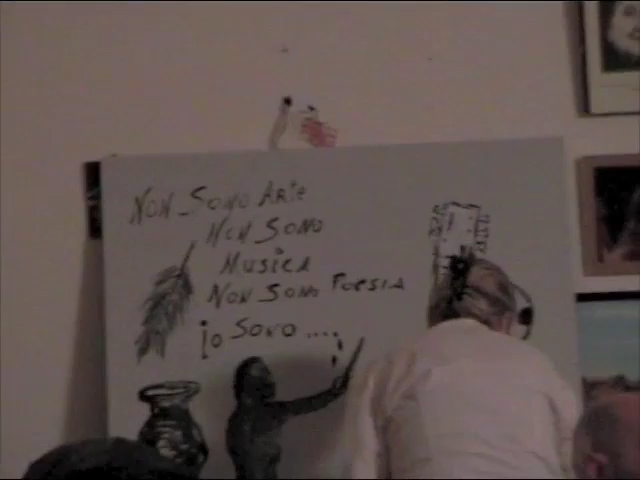 Non Sono Arte
Non Sono
Musica
Non Sono Poesia
io Sono....